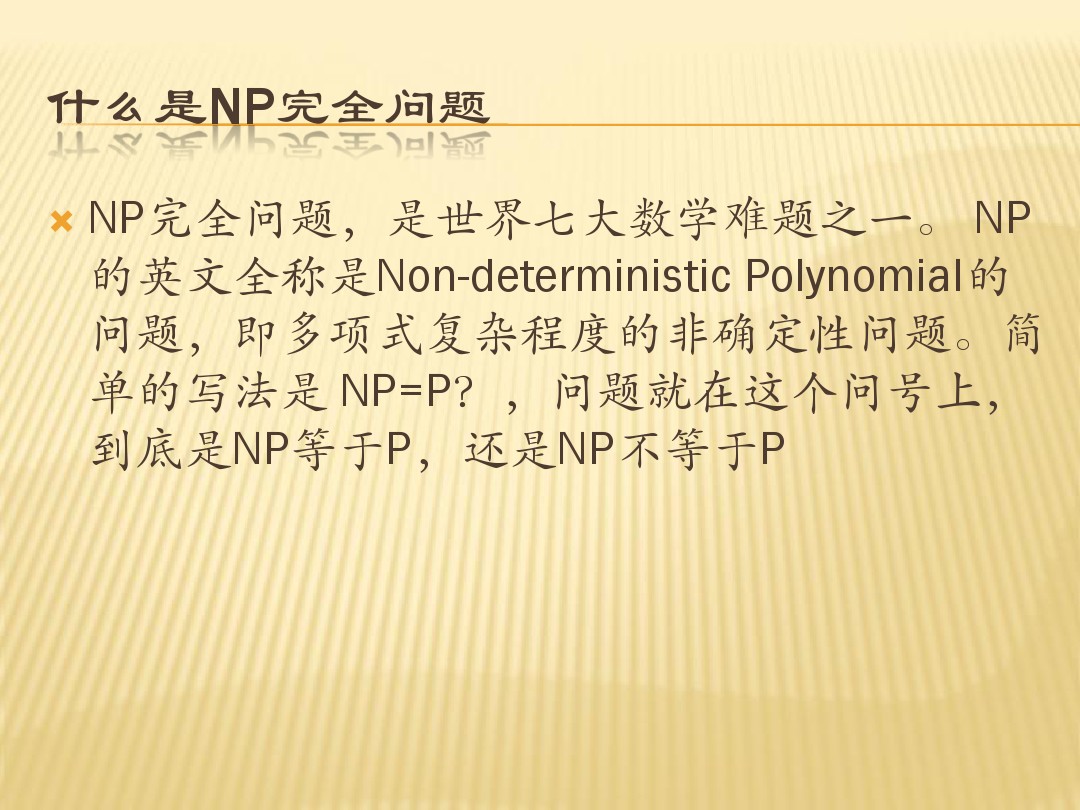 什么是NP完全问题
NP完全问题，是世界七大数学难题之一。 NP
的英文全称是Non-deterministic Polynomial的
问题，即多项式复杂程度的非确定性问题。简
单的写法是 NP=P？，问题就在这个问号上，
到底是NP等于P，还是NP不等于P